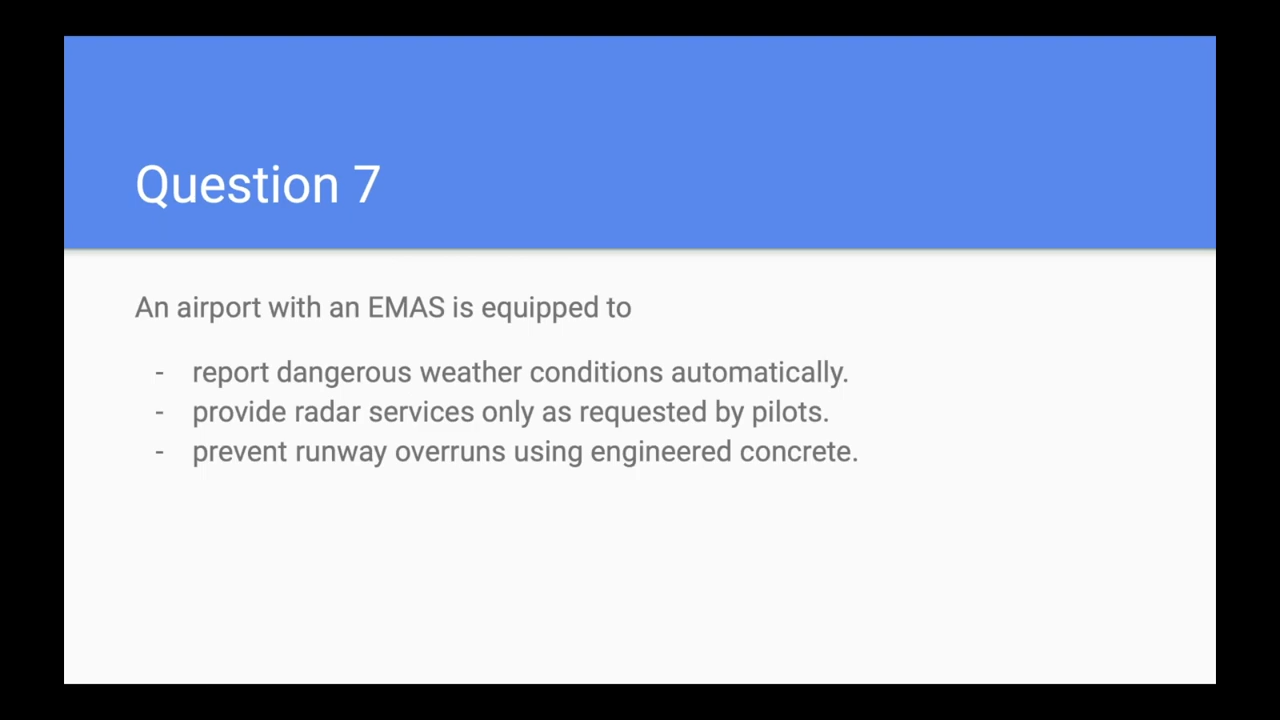 Question 7
An airport with an EMAS is equipped to
- report dangerous weather conditions automatically.
- provide radar services only as requested by pilots.
- prevent runway overruns using engineered concrete.